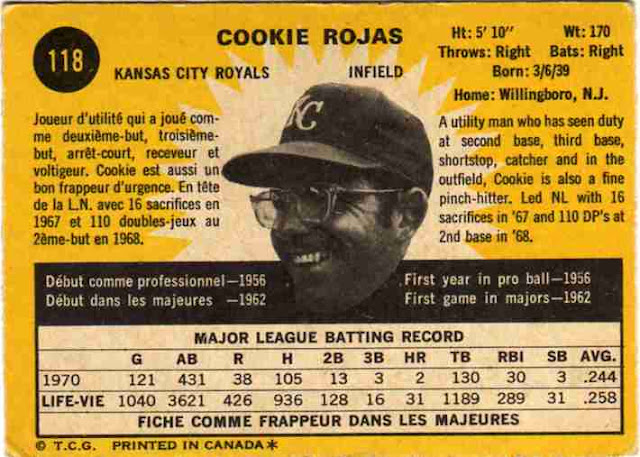 118
COOKIE ROJAS
KANSAS CITY ROYALS INFIELD
Ht: 5' 10" Wt: 170
Throws: Right Bats: Right
Born: 3/6/39
Home: Willingboro, N.J.
KC
Joueur d'utilité qui a joué com-
me deuxième-but, troisième-
but, arrêt-court, receveur et
voltigeur. Cookie est aussi un
bon frappeur d'urgence. En tête
de la L.N. avec 16 sacrifices en
1967 et 110 doubles-jeux au
2ème-but en 1968.
A utility man who has seen duty
at second base, third base,
shortstop, catcher and in the
outfield, Cookie is also a fine
pinch-hitter. Led NL with 16
sacrifices in '67 and 110 DP's at
2nd base in '68.
Début comme professionnel—1956
Début dans les majeures —1962
First year in pro ball—1956
First game in majors—1962
MAJOR LEAGUE BATTING RECORD
G AB R H 2B 3B HR TB RBI SB AVG.
1970 121 431 38 105 13 3 2 130 30 3 .244
LIFE-VIE 1040 3621 426 936 128 16 31 1189 289 31 .258
FICHE COMME FRAPPEUR DANS LES MAJEURES
© T.C.G. PRINTED IN CANADA*